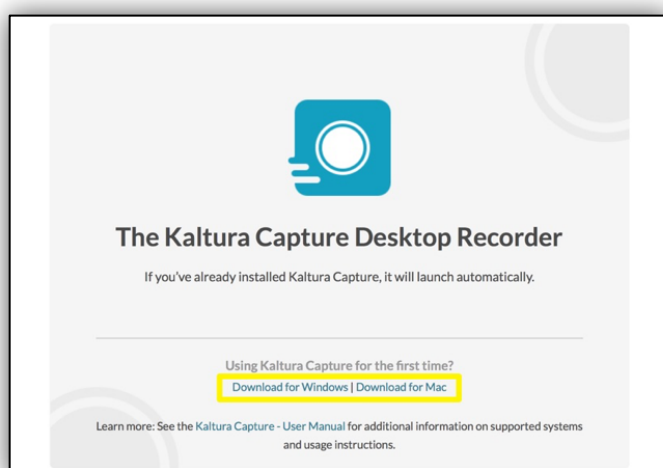 The Kaltura Capture Desktop Recorder
If you've already installed Kaltura Capture, it will launch automatically.
Using Kaltura Capture for the first time?
Download for Windows | Download for Mac
Learn more: See the Kaltura Capture - User Manual for additional information on supported systems
and usage instructions.